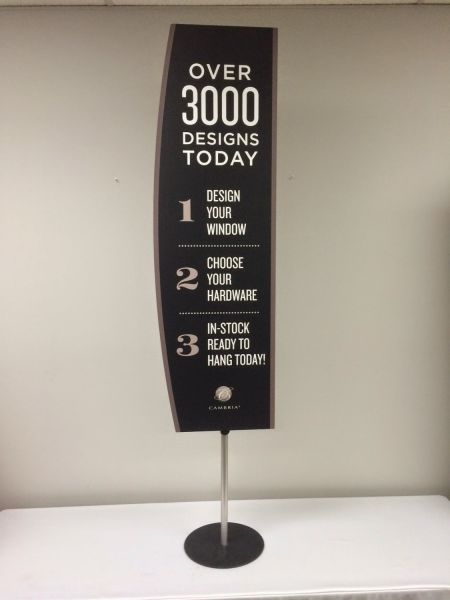 OVER
3000
DESIGNS
TODAY
1 DESIGN
YOUR
WINDOW
2 CHOOSE
YOUR
HARDWARE
3 IN-STOCK
READY TO
HANG TODAY!
CAMBRIA®